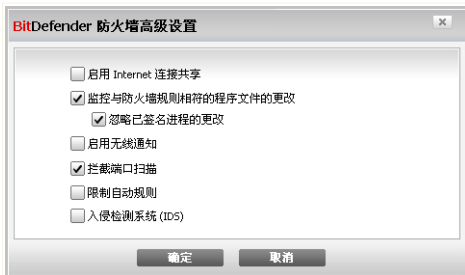 BitDefender 防火墙高级设置
启用 Internet 连接共享
监控与防火墙规则相符的程序文件的更改
忽略已签名进程的更改
启用无线通知
拦截端口扫描
限制自动规则
入侵检测系统 (IDS)
确定 取消